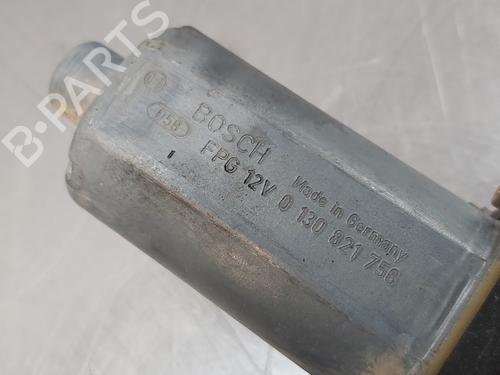 BOSCH
FPG 12V 0 130 821 756
Made in Germany
B-PARTS